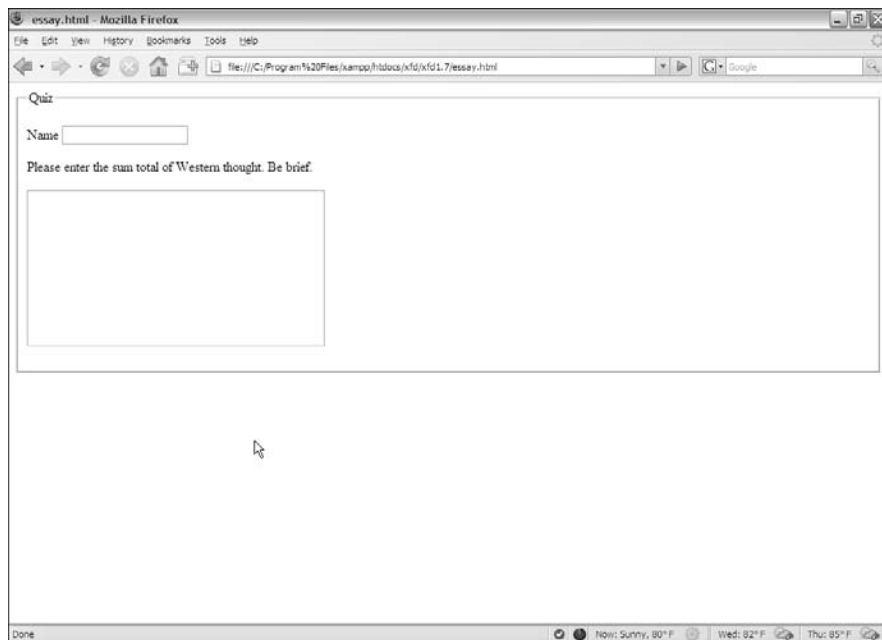 essay.html - Mozilla Firefox
File Edit View History Bookmarks Tools Help
file:///C:/Program%20Files/xampp/htdocs/xfd/xfd1.7/essay.html
G Google
Quiz
Name
Please enter the sum total of Western thought. Be brief.
Done Now: Sunny, 80° F Wed: 82° F Thu: 85° F